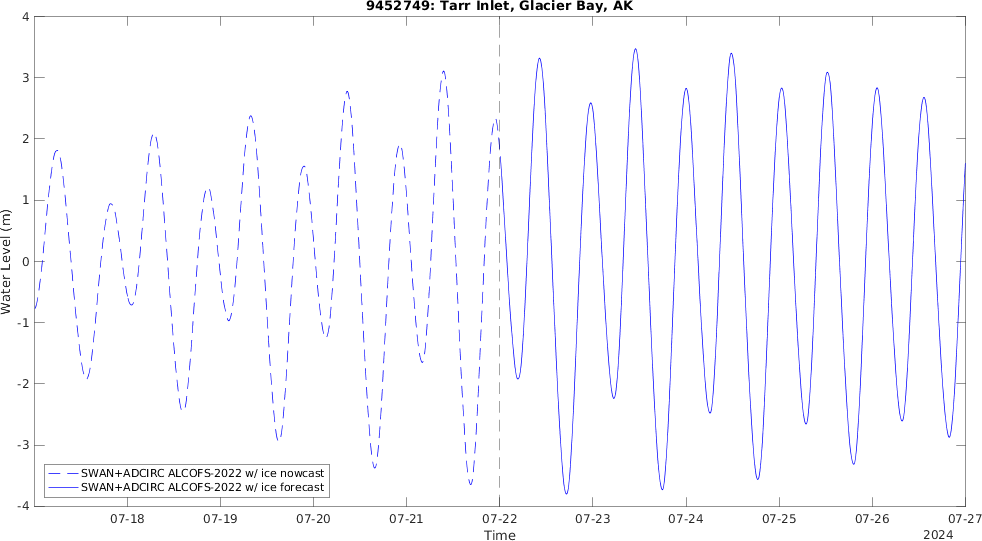 9452749: Tarr Inlet, Glacier Bay, AK
4
3
2
1
0
-1
-2
-3
-4
Water Level (m)
SWAN+ADCIRC ALCOFS-2022 w/ ice nowcast
SWAN+ADCIRC ALCOFS-2022 w/ ice forecast
07-18 07-19 07-20 07-21 07-22 07-23 07-24 07-25 07-26 07-27
Time
2024